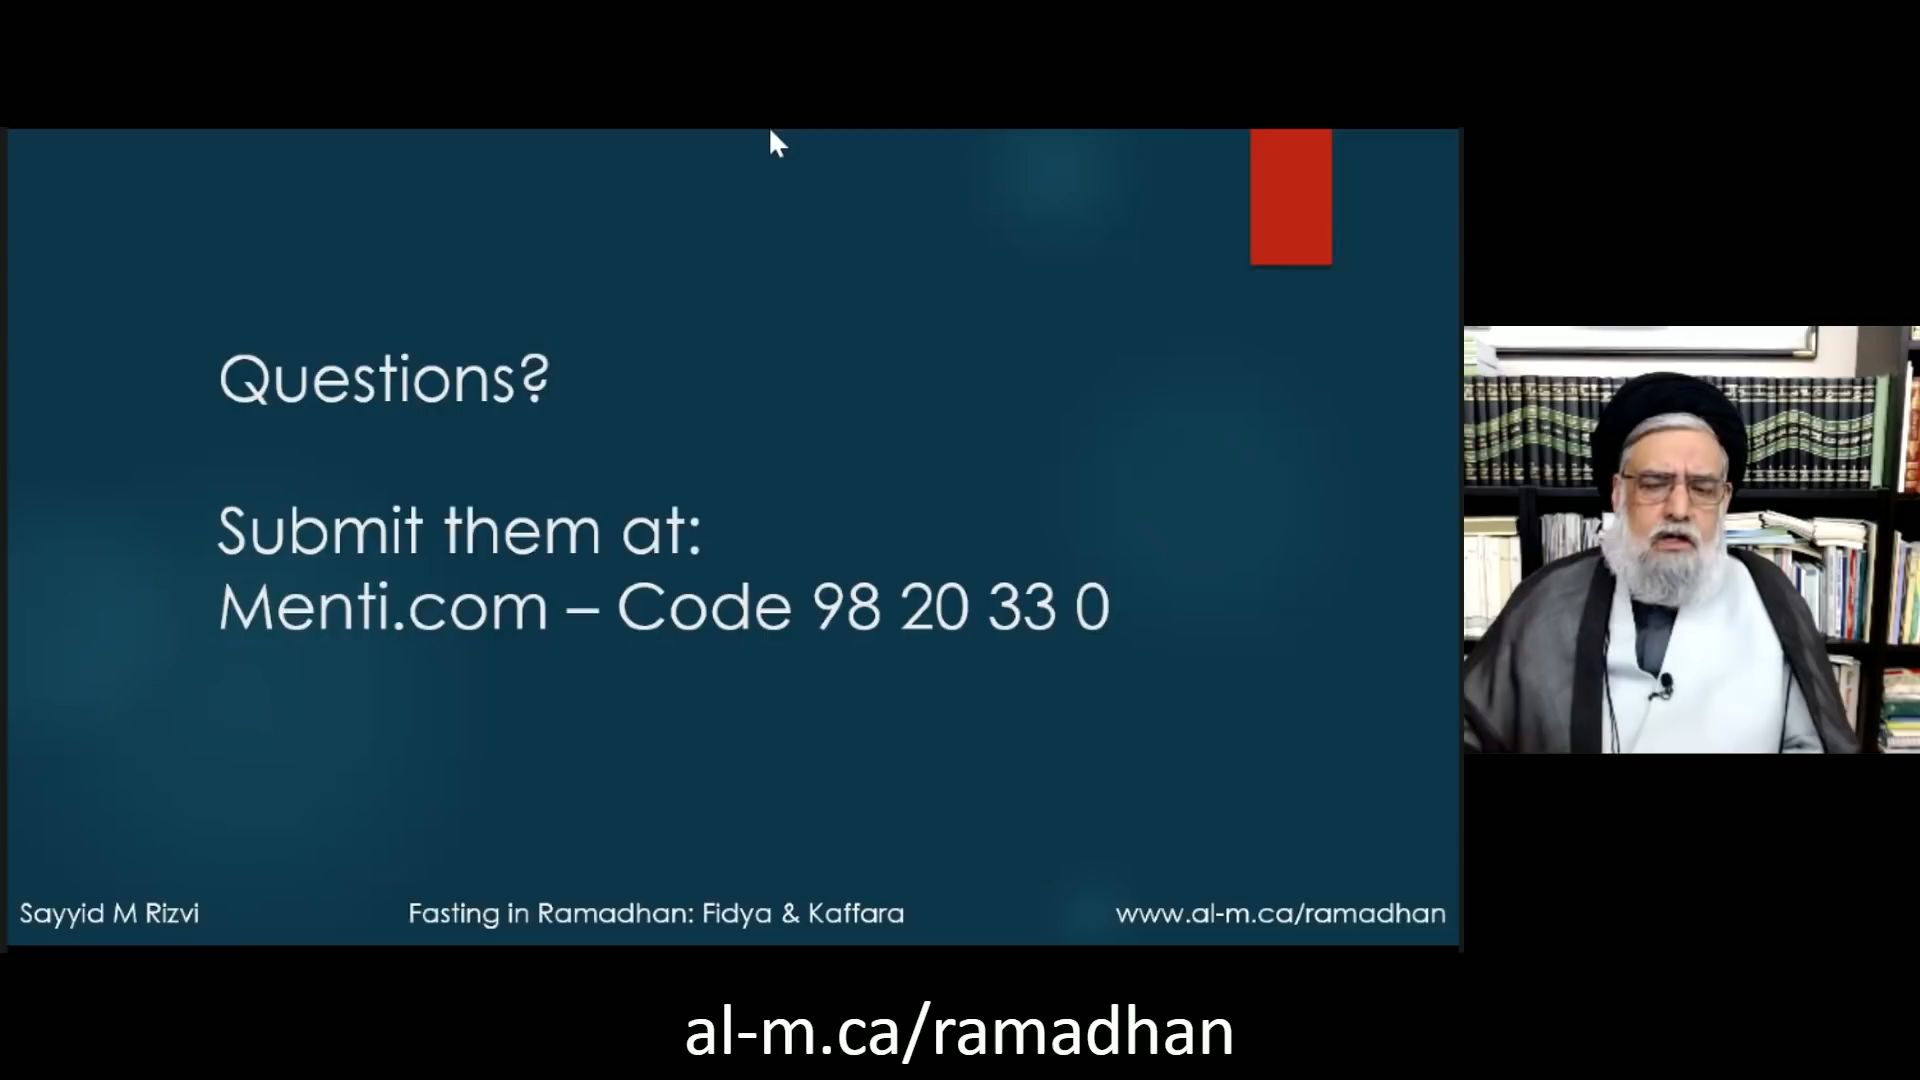 Questions?
Submit them at:
Menti.com – Code 98 20 33 0
Sayyid M Rizvi
Fasting in Ramadhan: Fidya & Kaffara
www.al-m.ca/ramadhan
al-m.ca/ramadhan